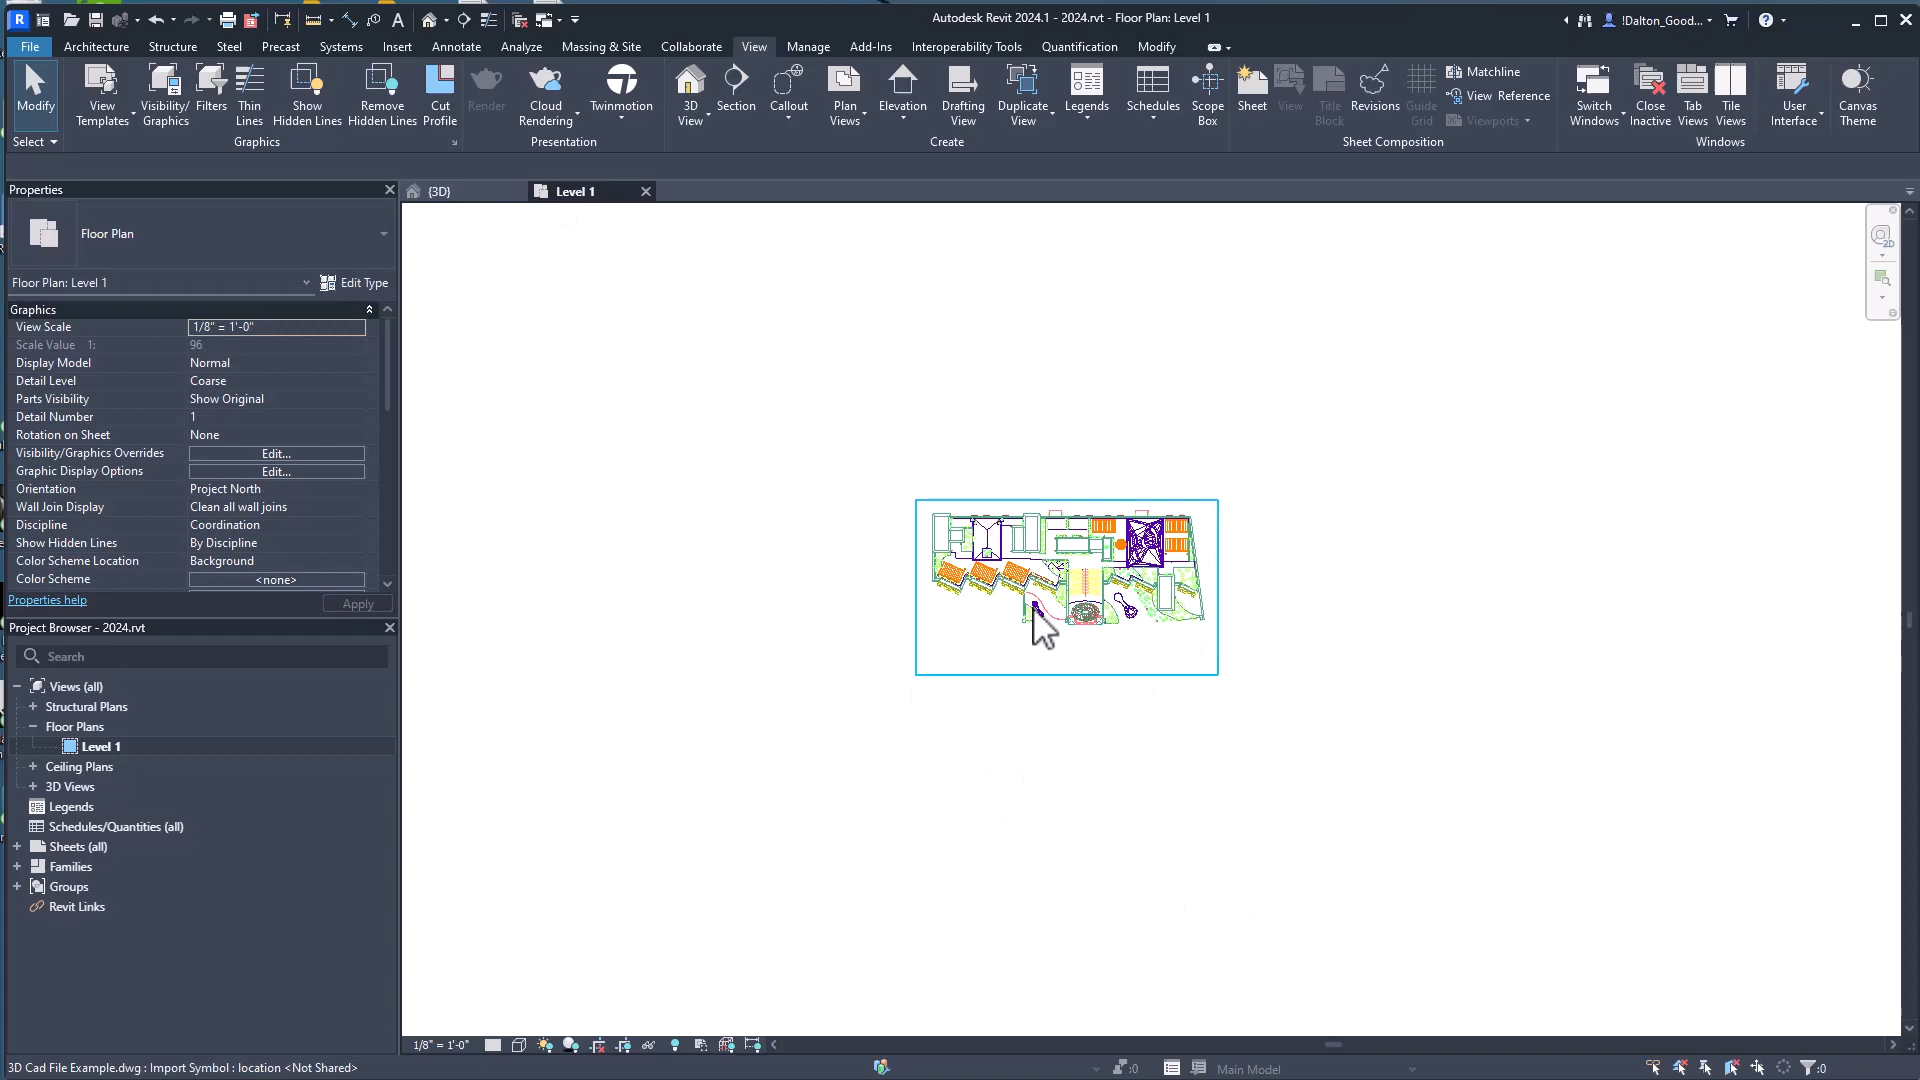 Autodesk Revit 2024.1 - 2024.rvt - Floor Plan: Level 1
!Dalton_Good...
File Architecture Structure Steel Precast Systems Insert Annotate Analyze Massing & Site Collaborate View Manage Add-Ins Interoperability Tools Quantification Modify
Modify
View Templates
Visibility/ Graphics
Filters
Thin Lines
Show Hidden Lines
Remove Hidden Lines
Cut Profile
Render
Cloud Rendering
Twinmotion
3D View
Section
Callout
Plan Views
Elevation
Drafting View
Duplicate View
Legends
Schedules
Scope Box
Sheet
View
Title Block
Revisions
Guide Grid
Matchline
View Reference
Viewports
Switch Windows
Close Inactive
Tab Views
Tile Views
User Interface
Canvas Theme
Select Graphics Presentation Create Sheet Composition Windows
Properties
{3D}
Level 1
Floor Plan
Floor Plan: Level 1
Edit Type
2D
Graphics
View Scale 1/8" = 1'-0"
Scale Value 1: 96
Display Model Normal
Detail Level Coarse
Parts Visibility Show Original
Detail Number 1
Rotation on Sheet None
Visibility/Graphics Overrides Edit...
Graphic Display Options Edit...
Orientation Project North
Wall Join Display Clean all wall joins
Discipline Coordination
Show Hidden Lines By Discipline
Color Scheme Location Background
Color Scheme <none>
Properties help
Apply
Project Browser - 2024.rvt
Search
Views (all)
Structural Plans
Floor Plans
Level 1
Ceiling Plans
3D Views
Legends
Schedules/Quantities (all)
Sheets (all)
Families
Groups
Revit Links
1/8" = 1'-0"
3D Cad File Example.dwg : Import Symbol : location <Not Shared>
:0
Main Model
:0